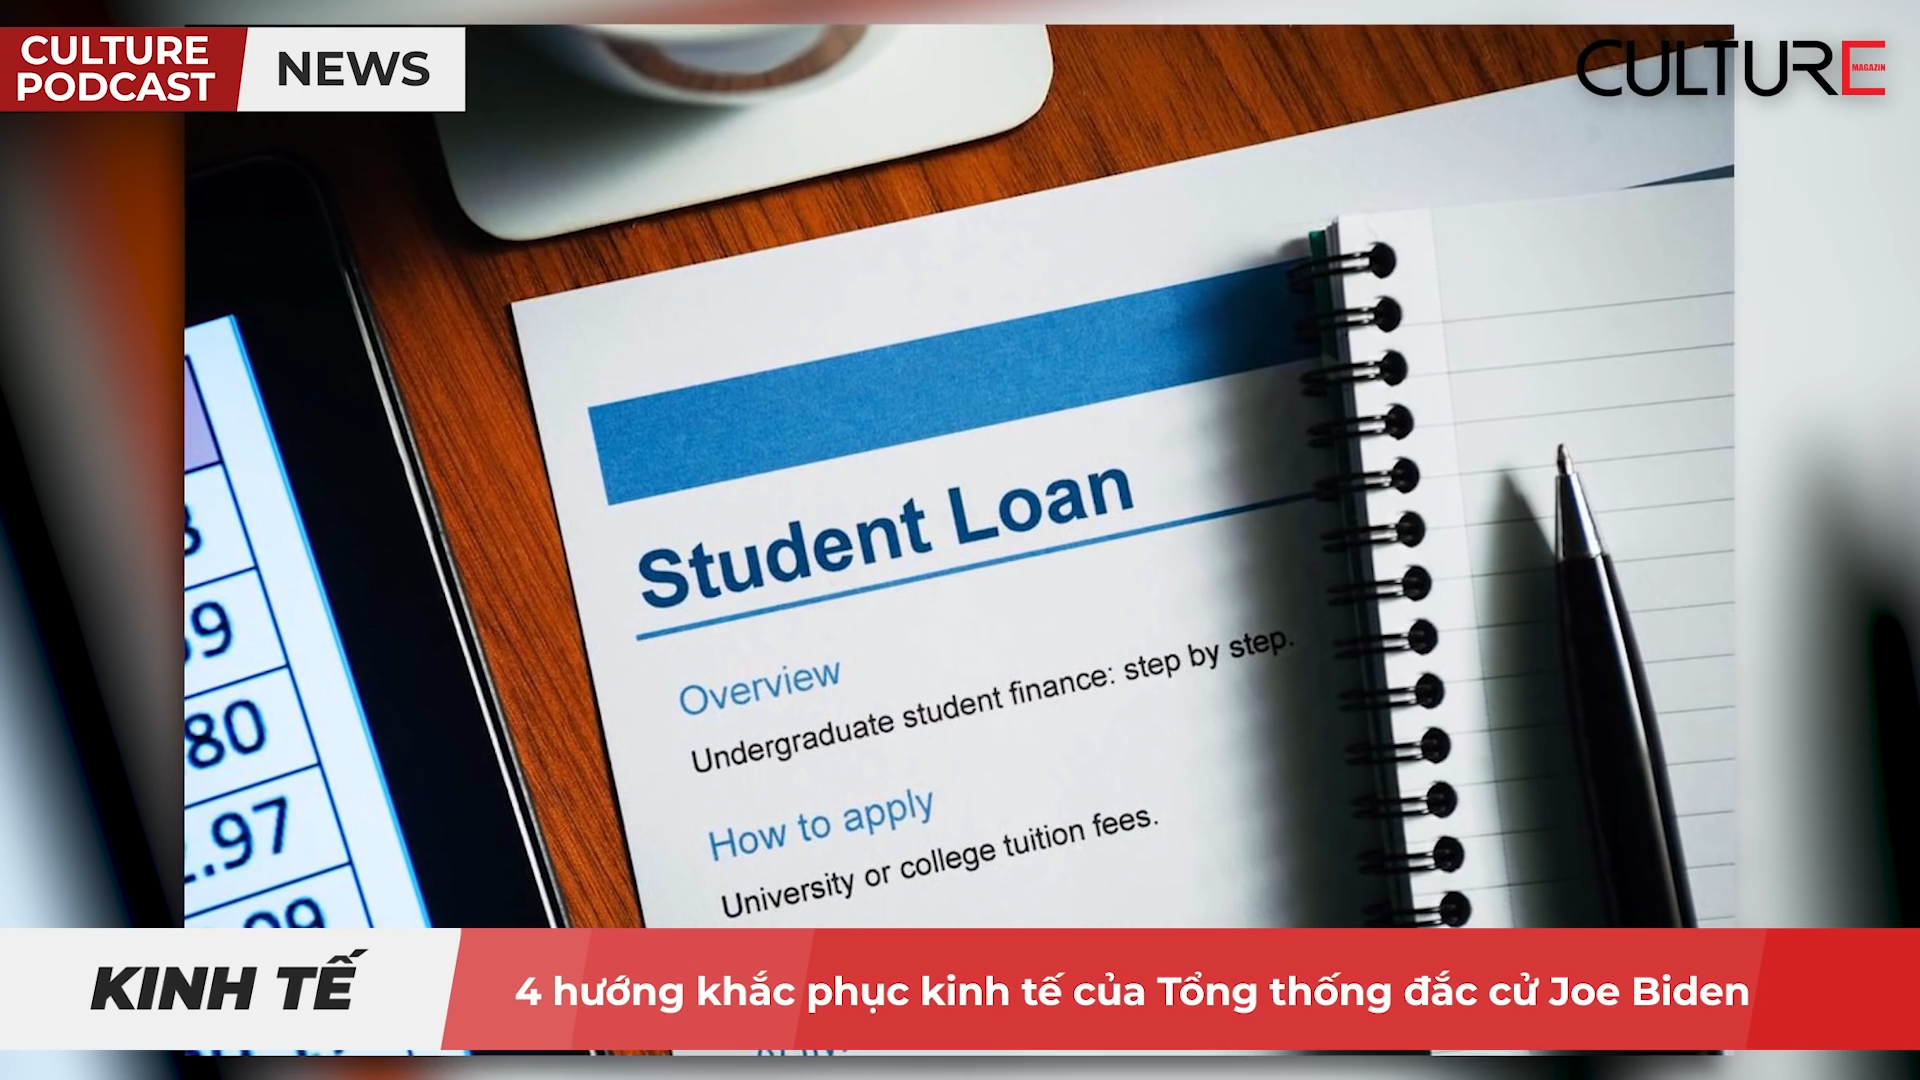 CULTURE
PODCAST
NEWS
CULTURE
MAGAZIN
Student Loan
Overview
Undergraduate student finance: step by step.
How to apply
University or college tuition fees.
80
.97
KINH TẾ
4 hướng khắc phục kinh tế của Tổng thống đắc cử Joe Biden